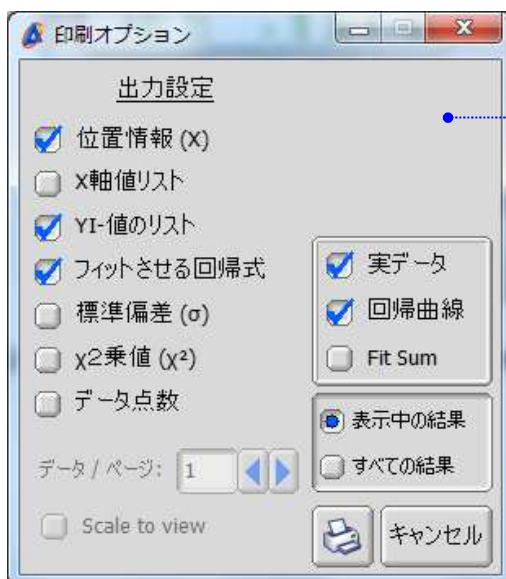 印刷オプション
出力設定
位置情報 (X)
X軸値リスト
YI-値のリスト
フィットさせる回帰式
標準偏差 (σ)
χ2乗値 (χ²)
データ点数
データ / ページ: 1
Scale to view
実データ
回帰曲線
Fit Sum
表示中の結果
すべての結果
キャンセル